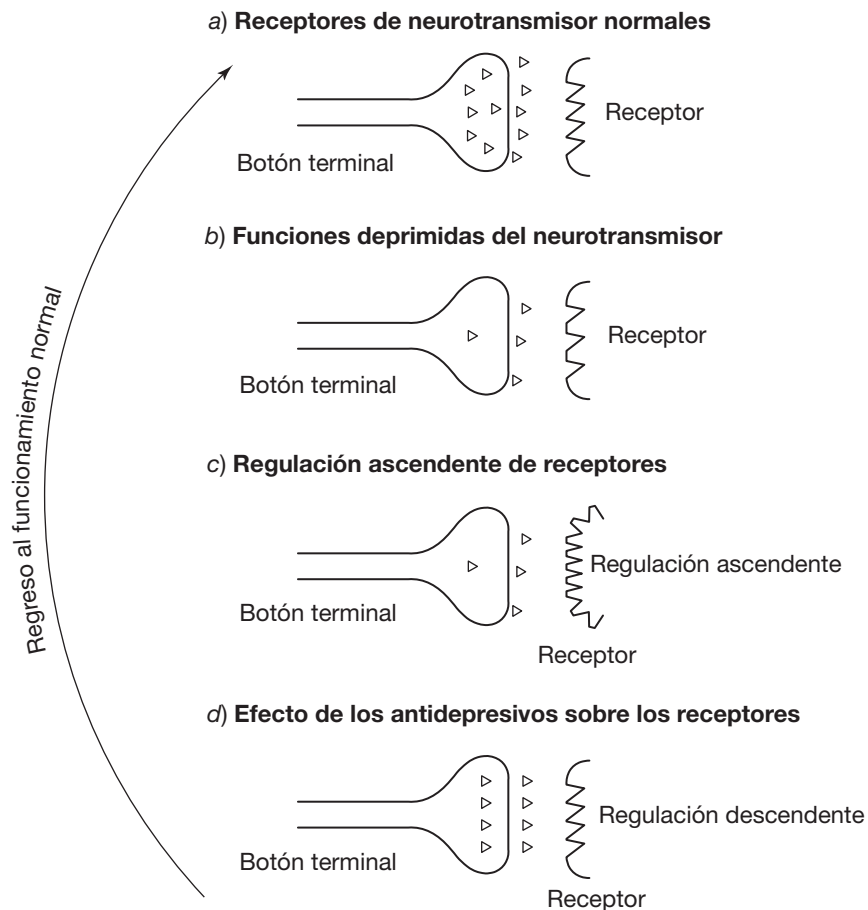 a) Receptores de neurotransmisor normales
Receptor
Botón terminal
b) Funciones deprimidas del neurotransmisor
Receptor
Botón terminal
c) Regulación ascendente de receptores
Regulación ascendente
Botón terminal
Receptor
d) Efecto de los antidepresivos sobre los receptores
Regulación descendente
Botón terminal
Receptor
Regreso al funcionamiento normal